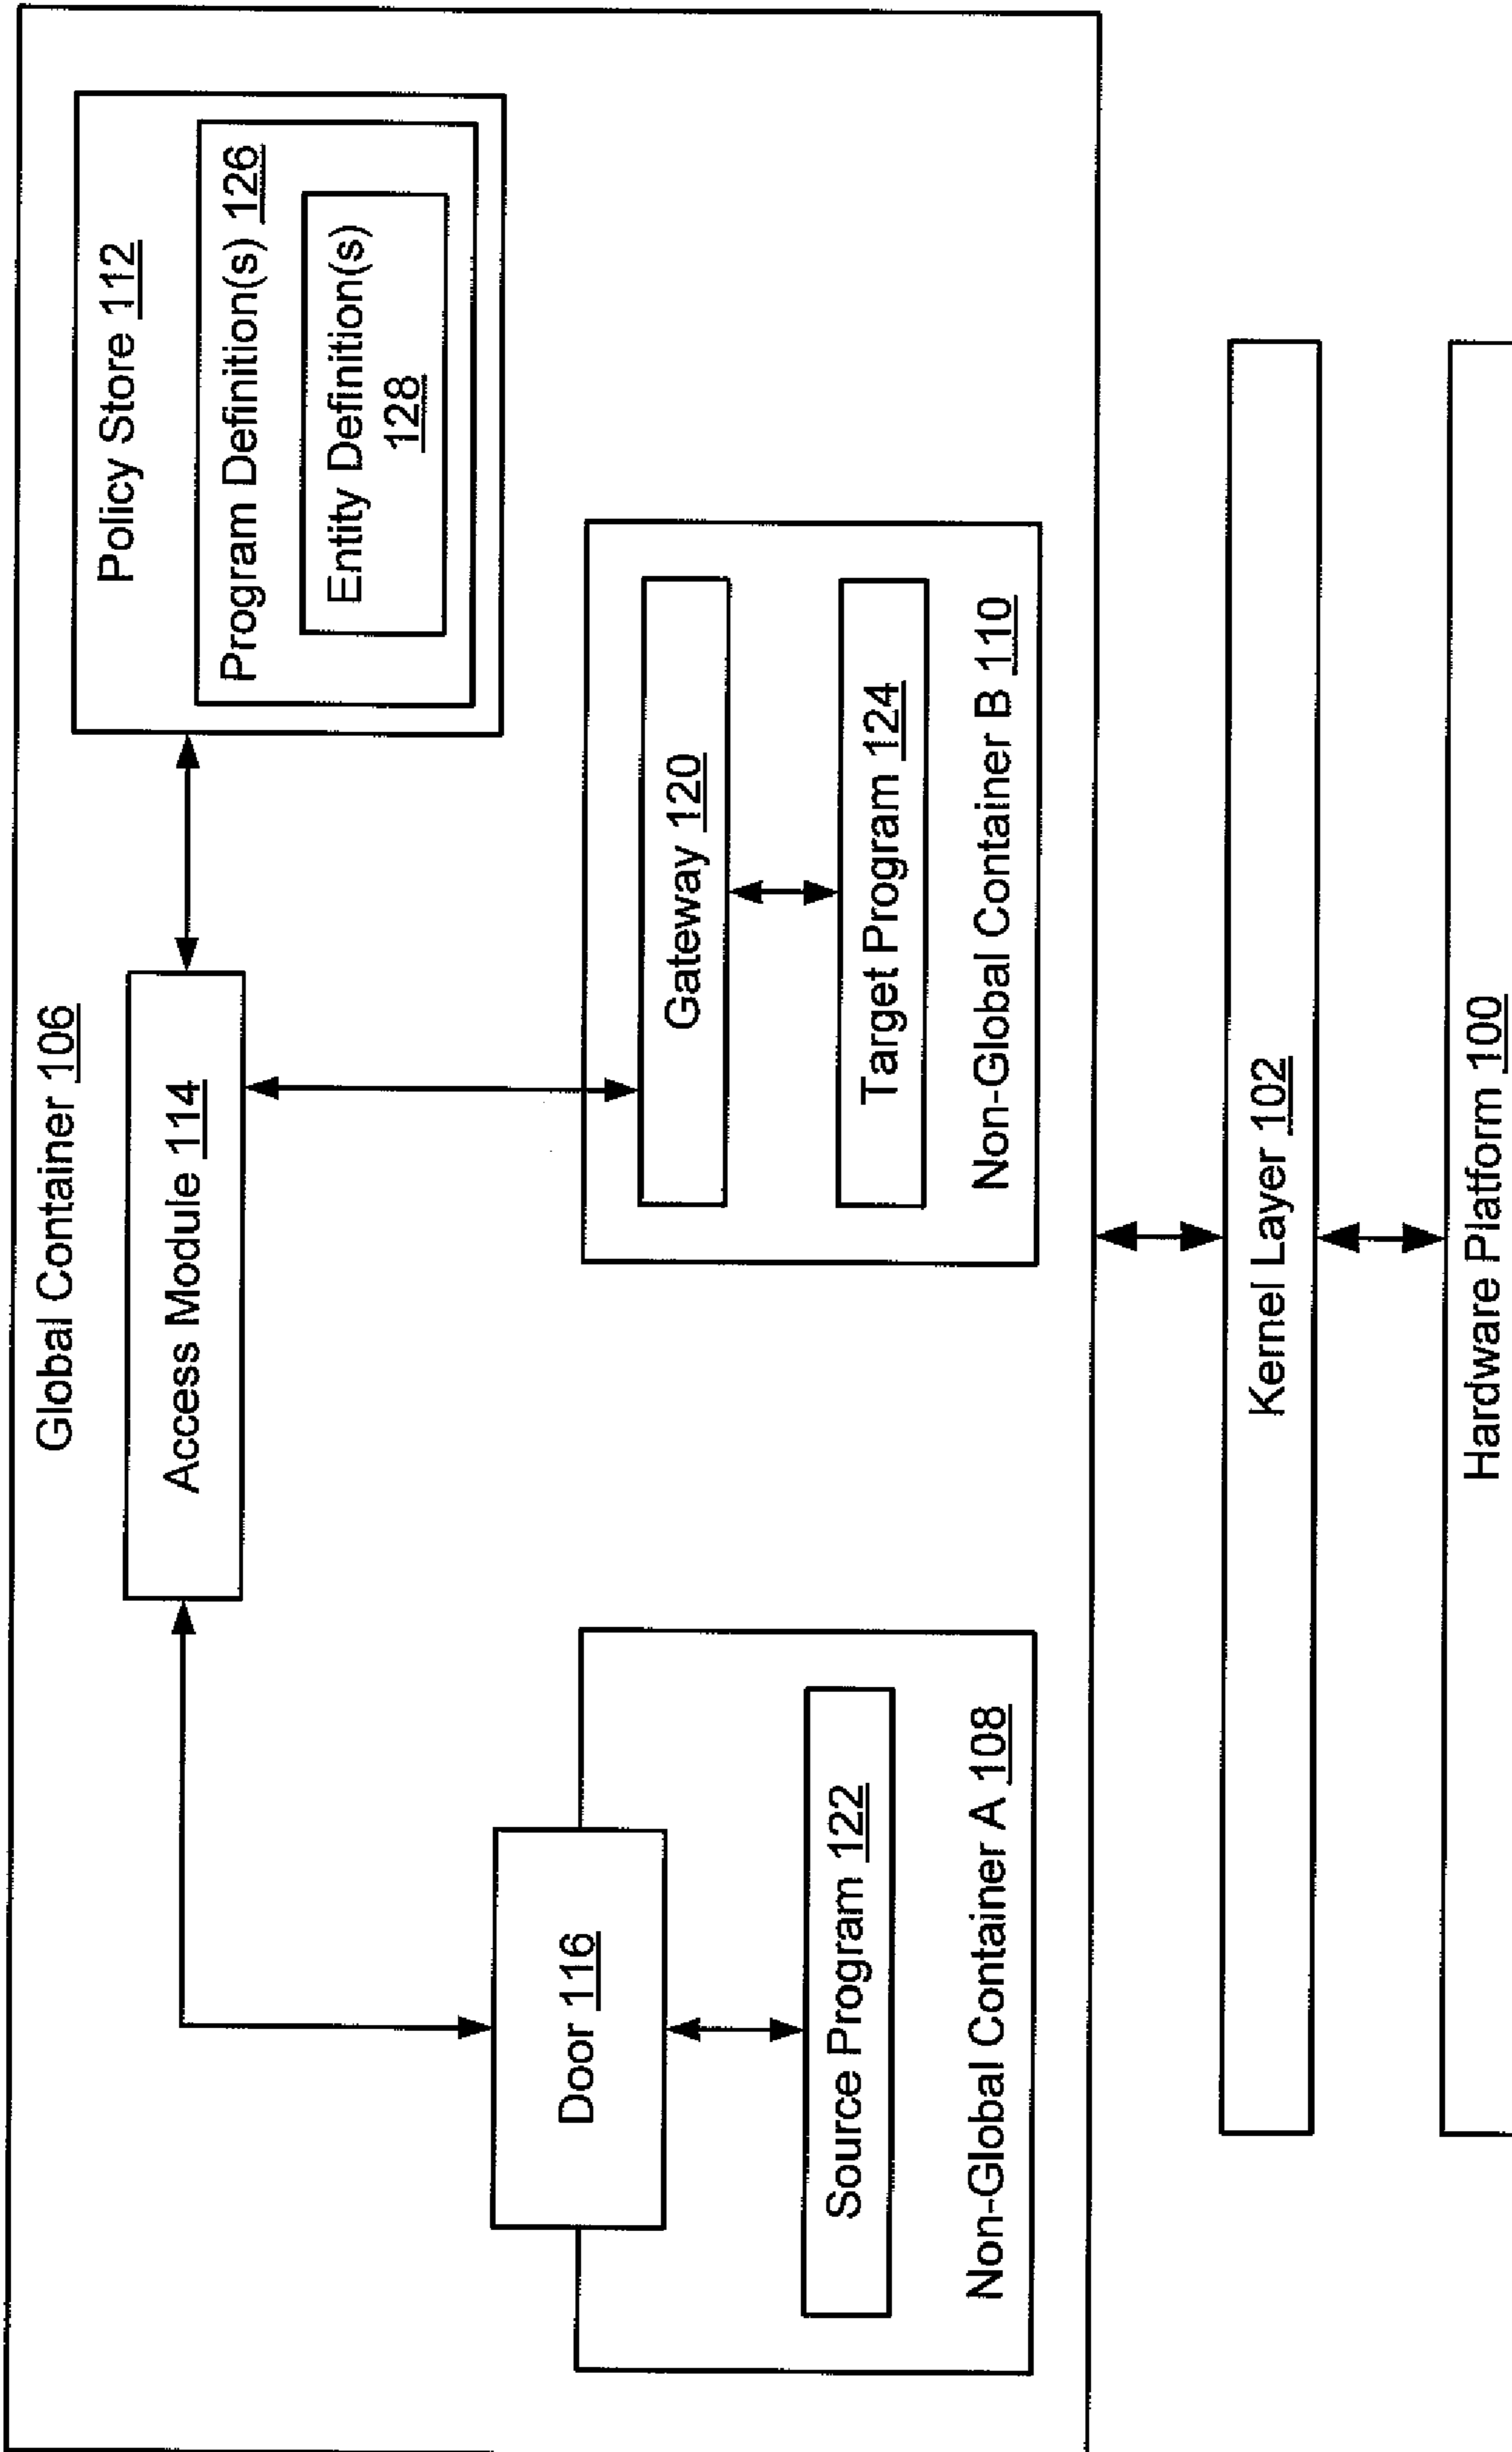 Global Container 106
Access Module 114
Policy Store 112
Program Definition(s) 126
Entity Definition(s)
128
Door 116
Source Program 122
Non-Global Container A 108
Gateway 120
Target Program 124
Non-Global Container B 110
Kernel Layer 102
Hardware Platform 100